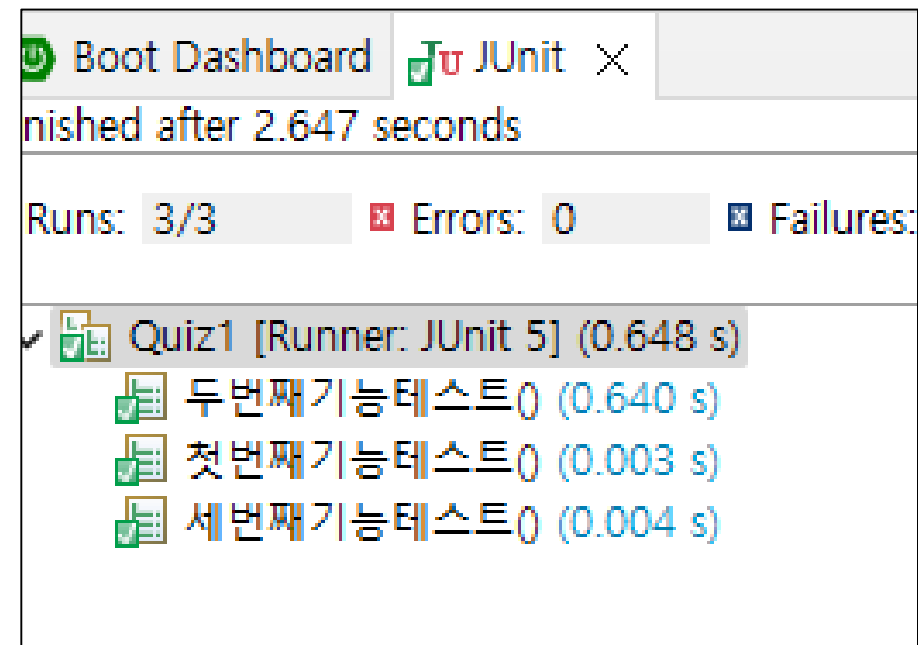 Boot Dashboard JUnit
nished after 2.647 seconds
Runs: 3/3 Errors: 0 Failures:
Quiz1 [Runner: JUnit 5] (0.648 s)
두번째기능테스트() (0.640 s)
첫번째기능테스트() (0.003 s)
세번째기능테스트() (0.004 s)